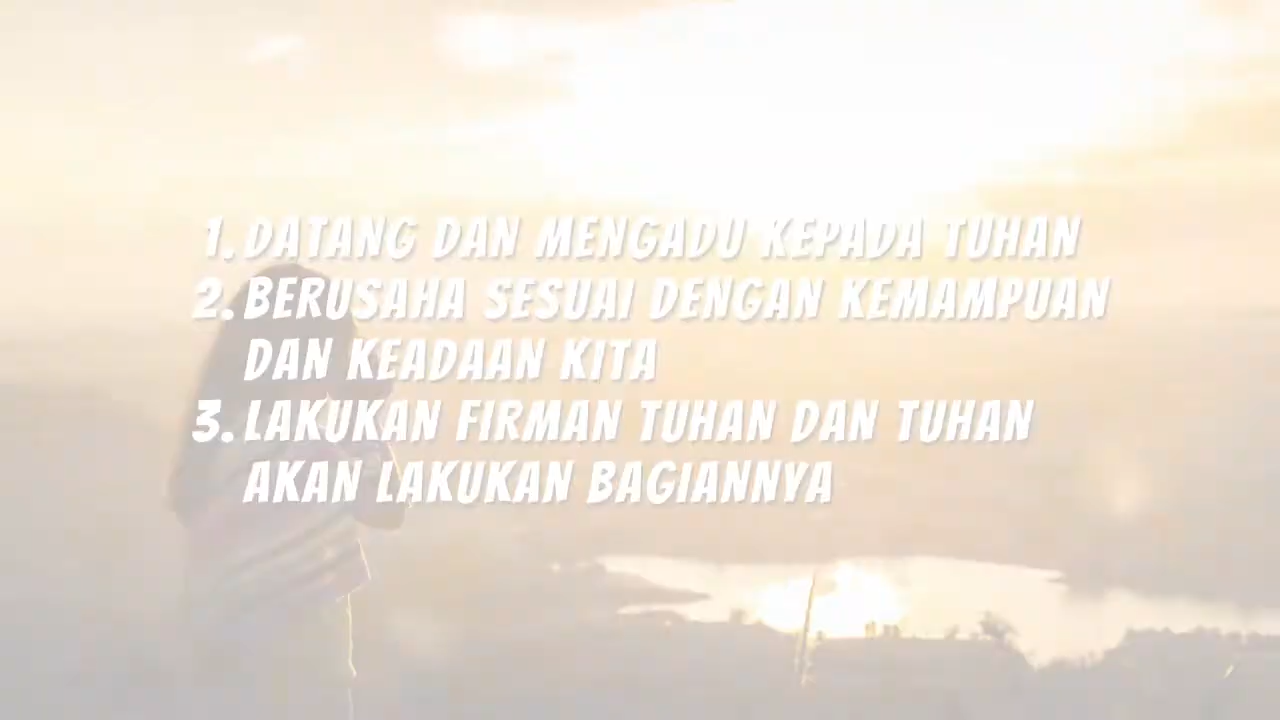 1. DATANG DAN MENGADU KEPADA TUHAN
2. BERUSAHA SESUAI DENGAN KEMAMPUAN
DAN KEADAAN KITA
3. LAKUKAN FIRMAN TUHAN DAN TUHAN
AKAN LAKUKAN BAGIANNYA